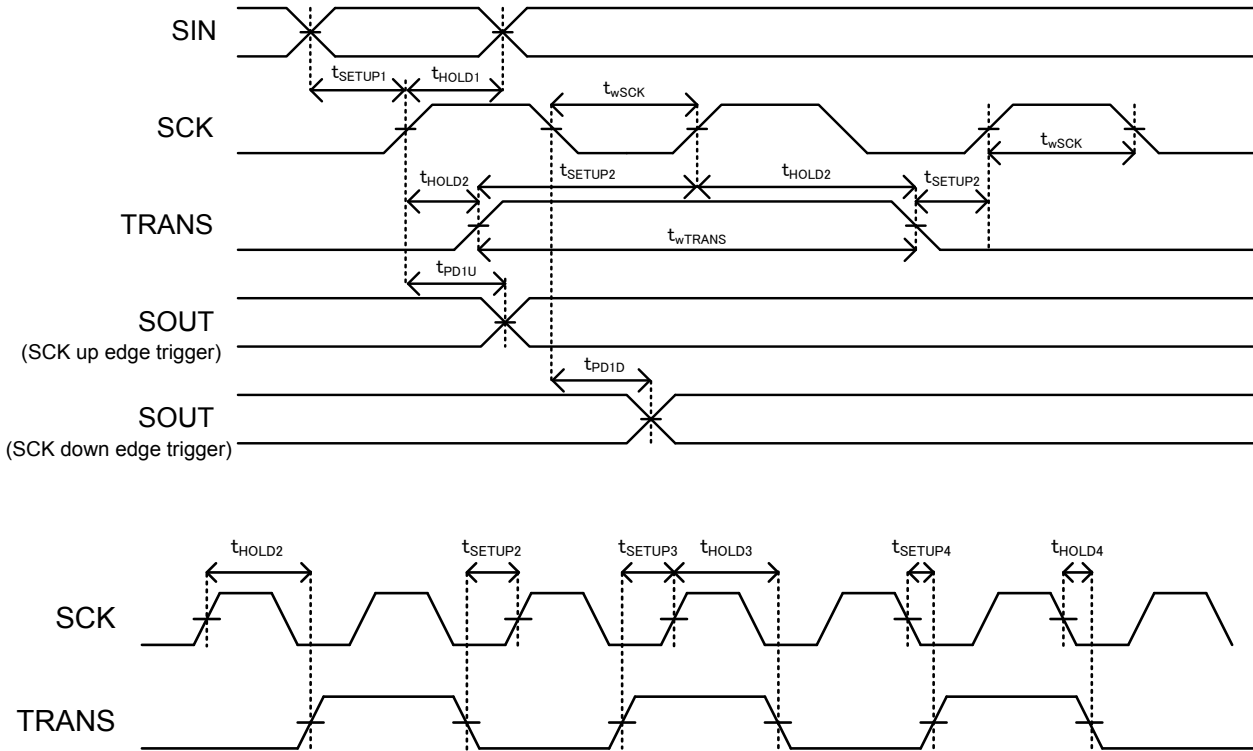 SIN
tSETUP1
tHOLD1
SCK
twSCK
twSCK
tHOLD2
tSETUP2
tHOLD2
tSETUP2
TRANS
twTRANS
tPD1U
SOUT
(SCK up edge trigger)
tPD1D
SOUT
(SCK down edge trigger)
tHOLD2
tSETUP2
tSETUP3
tHOLD3
tSETUP4
tHOLD4
SCK
TRANS